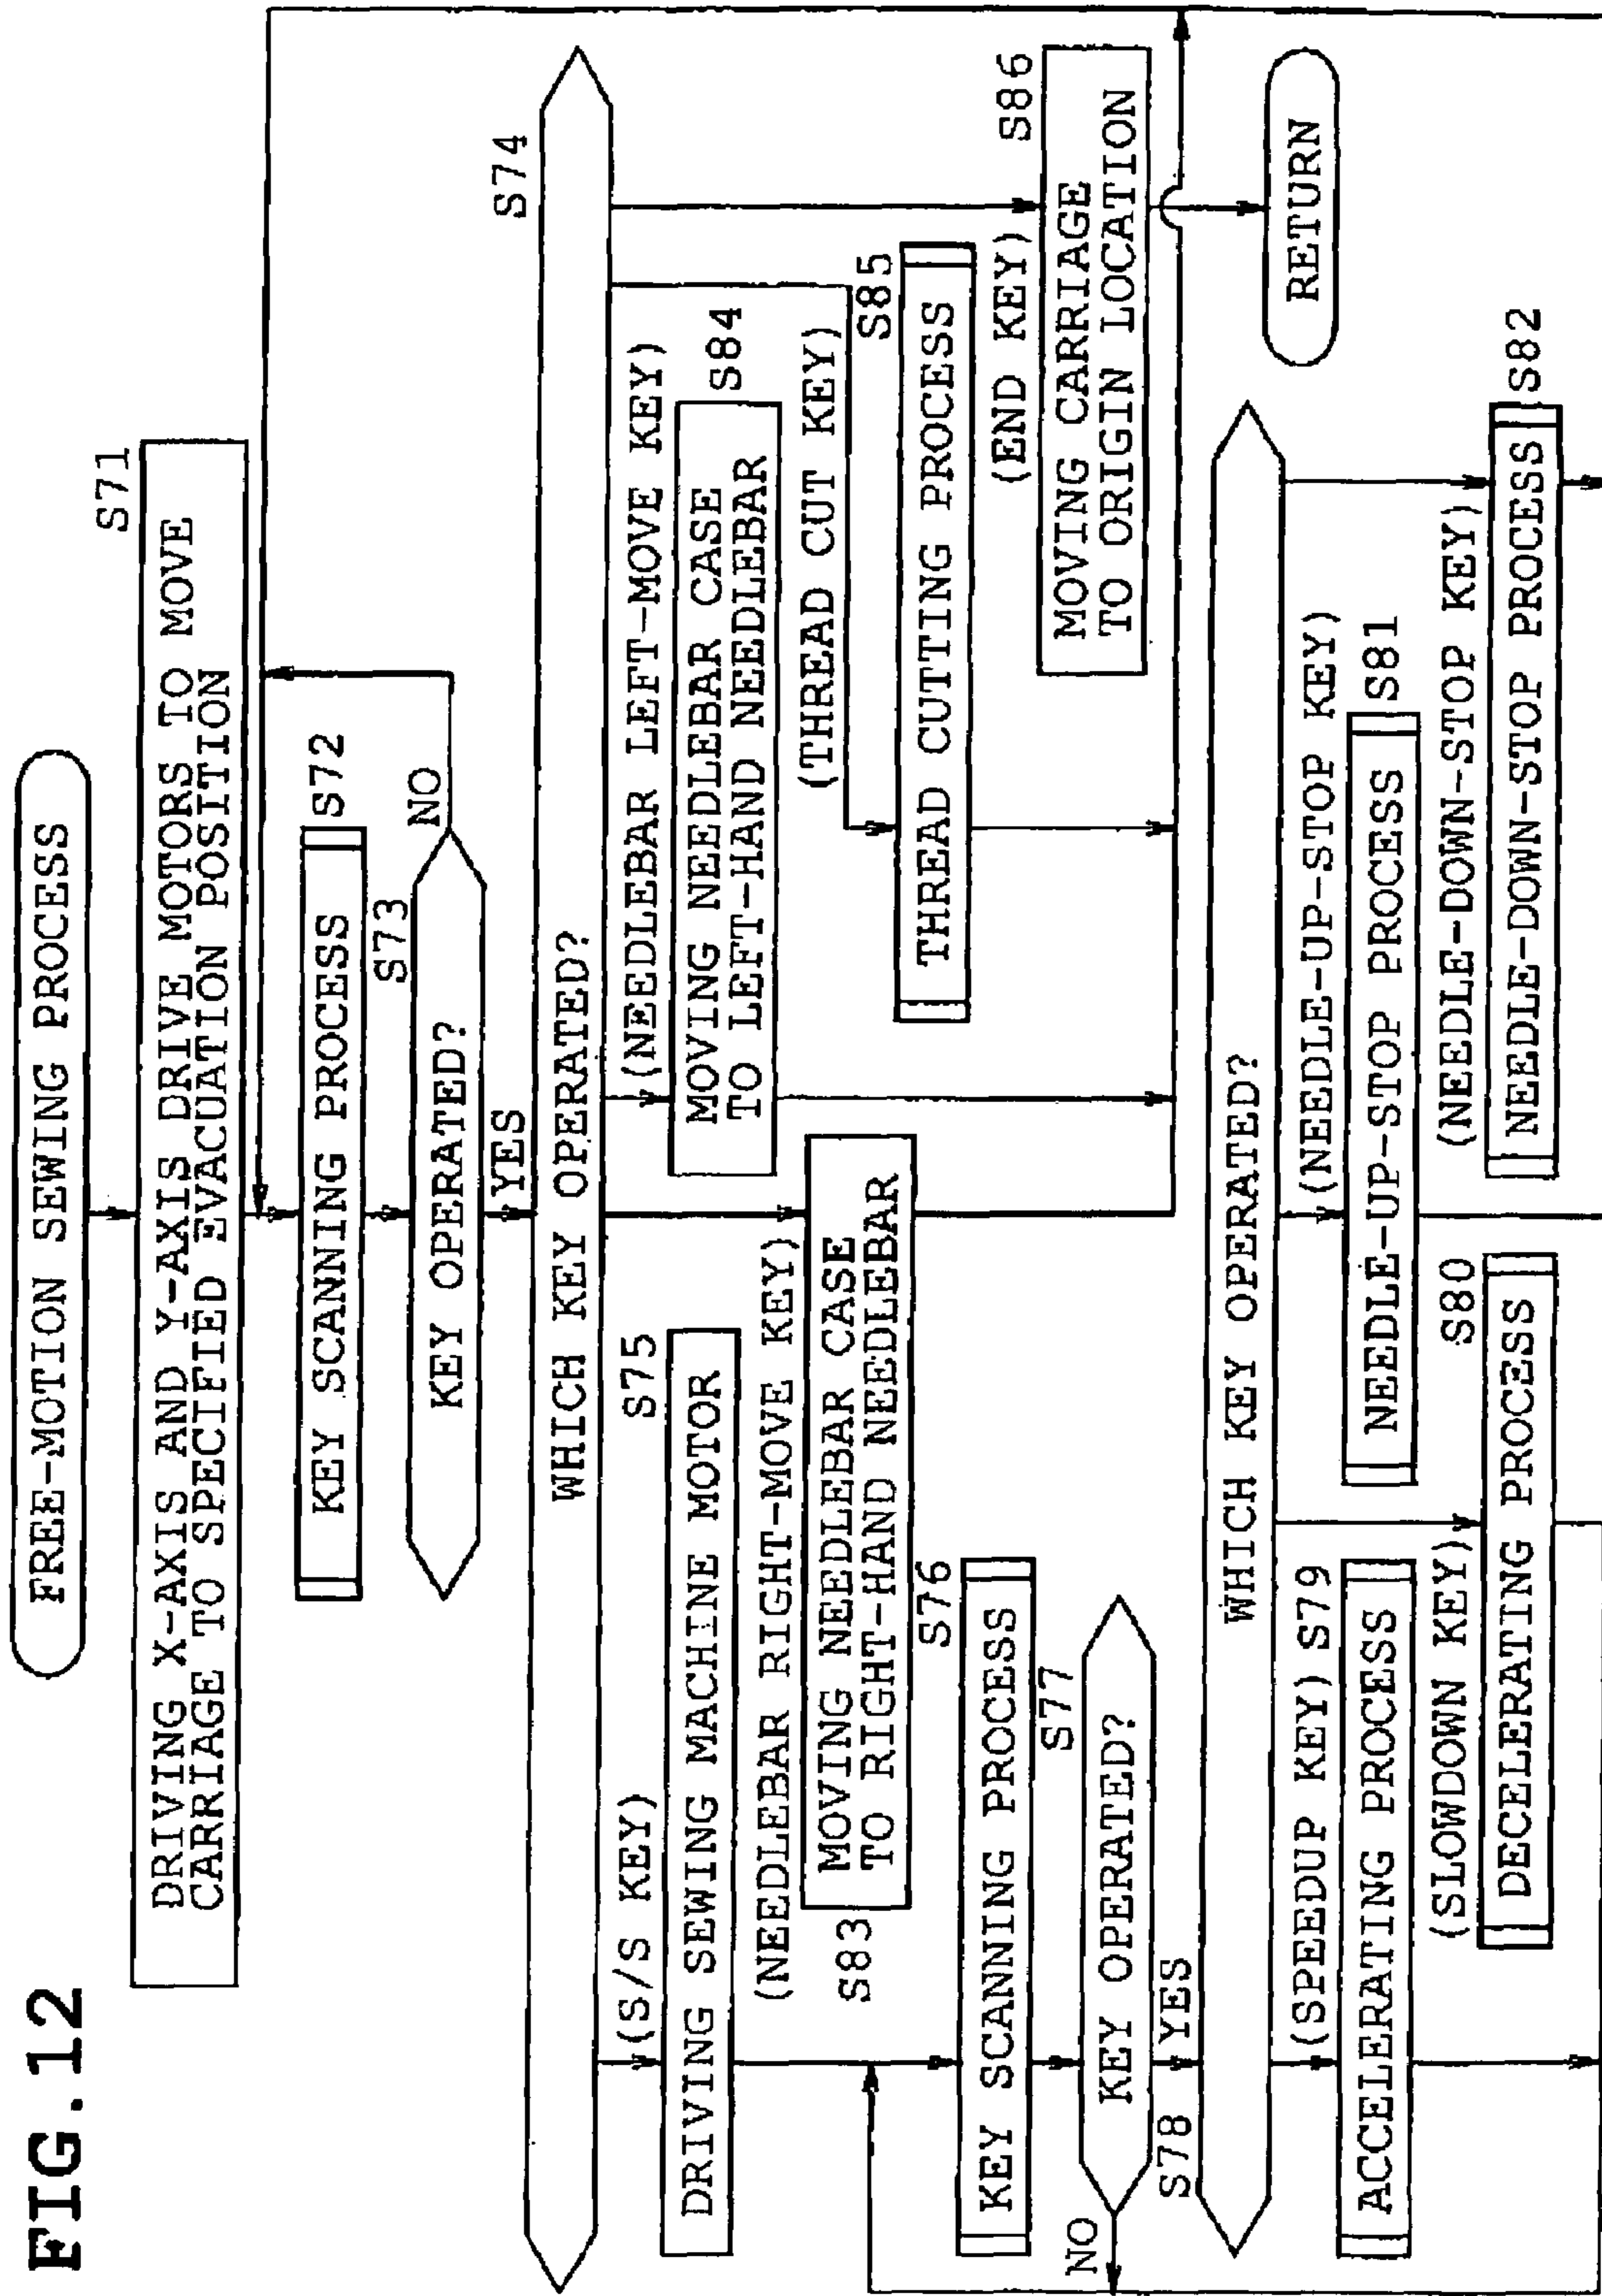 FIG.12
FREE-MOTION SEWING PROCESS
S71
DRIVING X-AXIS AND Y-AXIS DRIVE MOTORS TO MOVE
CARRIAGE TO SPECIFIED EVACUATION POSITION
KEY SCANNING PROCESS
S72
S73
KEY OPERATED?
NO
YES
S74
WHICH KEY OPERATED?
(S/S KEY)
S75
DRIVING SEWING MACHINE MOTOR
(NEEDLEBAR LEFT-MOVE KEY)
MOVING NEEDLEBAR CASE
TO LEFT-HAND NEEDLEBAR
S84
(NEEDLEBAR RIGHT-MOVE KEY)
S83
MOVING NEEDLEBAR CASE
TO RIGHT-HAND NEEDLEBAR
(THREAD CUT KEY)
S85
THREAD CUTTING PROCESS
S76
KEY SCANNING PROCESS
(END KEY)
S86
MOVING CARRIAGE
TO ORIGIN LOCATION
S77
KEY OPERATED?
NO
S78
YES
RETURN
WHICH KEY OPERATED?
(SPEEDUP KEY)
S79
ACCELERATING PROCESS
(NEEDLE-UP-STOP KEY)
NEEDLE-UP-STOP PROCESS
S81
(SLOWDOWN KEY)
S80
DECELERATING PROCESS
(NEEDLE-DOWN-STOP KEY)
NEEDLE-DOWN-STOP PROCESS
S82